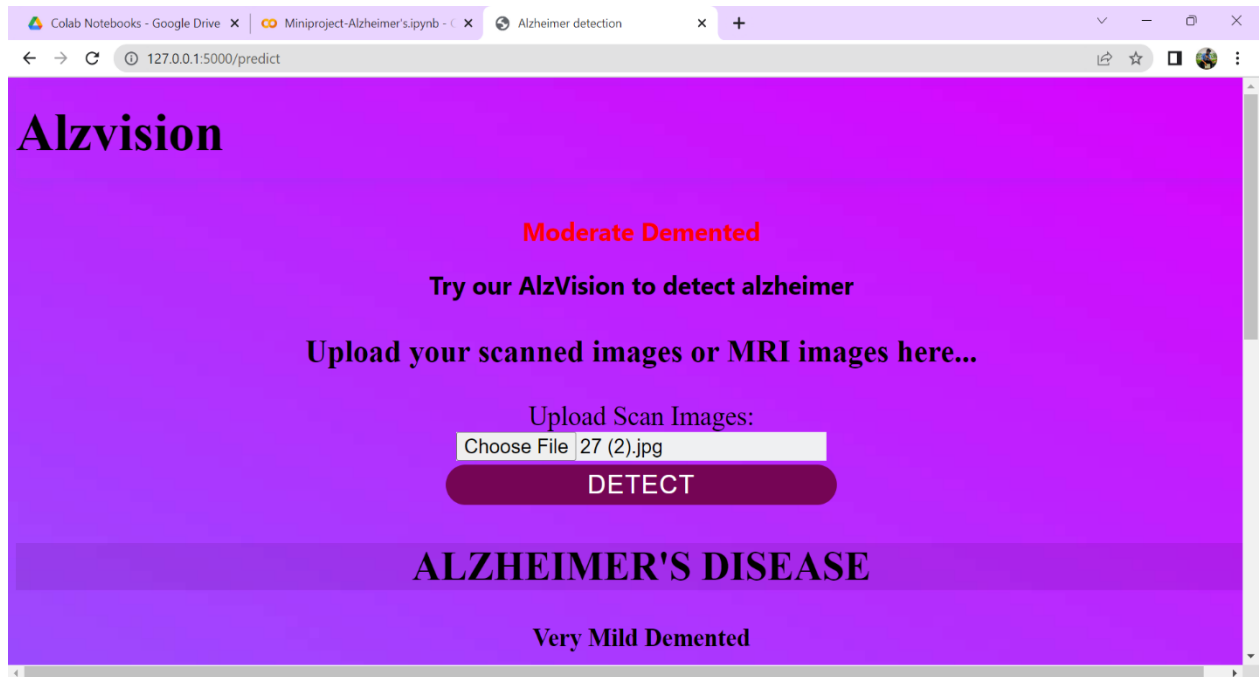 Colab Notebooks - Google Drive
Miniproject-Alzheimer's.ipynb -
Alzheimer detection
127.0.0.1:5000/predict
Alzvision
Moderate Demented
Try our AlzVision to detect alzheimer
Upload your scanned images or MRI images here...
Upload Scan Images:
Choose File 27 (2).jpg
DETECT
ALZHEIMER'S DISEASE
Very Mild Demented